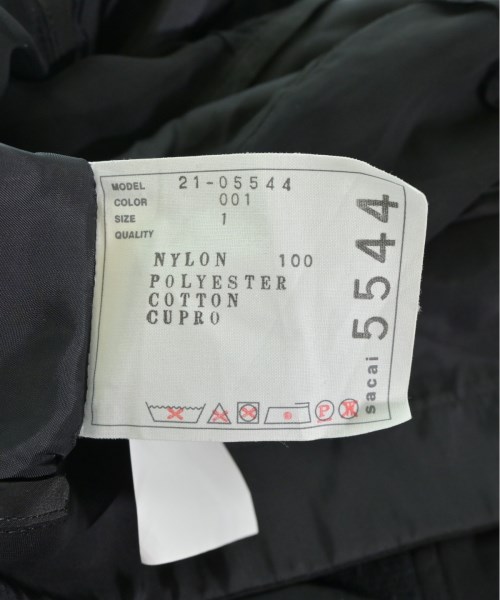 MODEL 21-05544
COLOR 001
SIZE 1
QUALITY
NYLON 100
POLYESTER
COTTON
CUPRO
P
W
sacai 5544